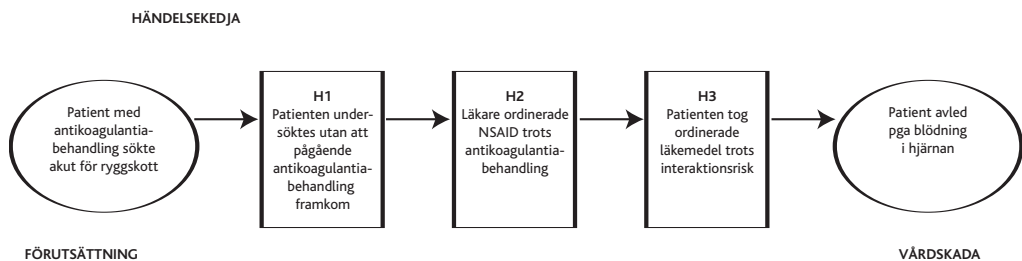 HÄNDELSEKEDJA
Patient med
antikoagulantia-
behandling sökte
akut för ryggskott
H1
Patienten under-
söktes utan att
pågående
antikoagulantia-
behandling
framkom
H2
Läkare ordinerade
NSAID trots
antikoagulantia-
behandling
H3
Patienten tog
ordinerade
läkemedel trots
interaktionsrisk
Patient avled
pga blödning
i hjärnan
FÖRUTSÄTTNING
VÅRDSKADA